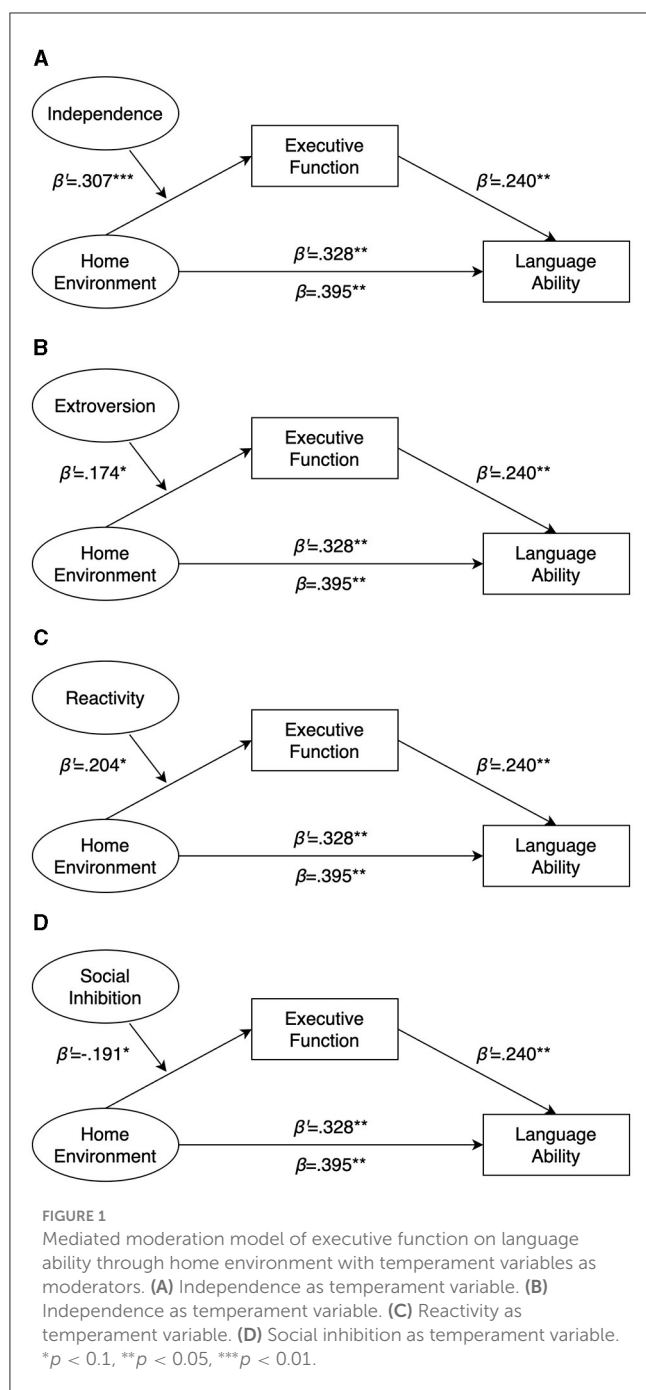 A
Independence
Executive
Function
β'=.307***
β'=.240**
Home
Environment
β'=.328**
β=.395**
Language
Ability
B
Extroversion
Executive
Function
β'=.174*
β'=.240**
Home
Environment
β'=.328**
β=.395**
Language
Ability
C
Reactivity
Executive
Function
β'=.204*
β'=.240**
Home
Environment
β'=.328**
β=.395**
Language
Ability
D
Social
Inhibition
Executive
Function
β'=-.191*
β'=.240**
Home
Environment
β'=.328**
β=.395**
Language
Ability
FIGURE 1
Mediated moderation model of executive function on language
ability through home environment with temperament variables as
moderators. (A) Independence as temperament variable. (B)
Independence as temperament variable. (C) Reactivity as
temperament variable. (D) Social inhibition as temperament variable.
*p < 0.1, **p < 0.05, ***p < 0.01.